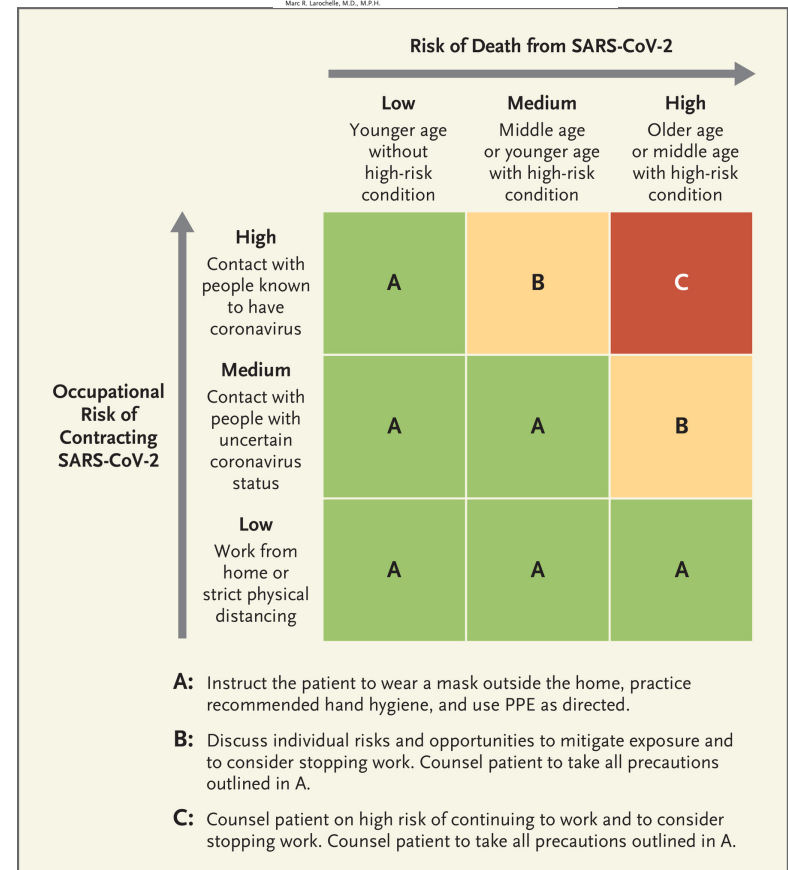 Marc R. Larochelle, M.D., M.P.H.
Risk of Death from SARS-CoV-2
Low
Younger age
without
high-risk
condition
Medium
Middle age
or younger age
with high-risk
condition
High
Older age
or middle age
with high-risk
condition
Occupational
Risk of
Contracting
SARS-CoV-2
High
Contact with
people known
to have
coronavirus
A
B
C
Medium
Contact with
people with
uncertain
coronavirus
status
A
A
B
Low
Work from
home or
strict physical
distancing
A
A
A
A: Instruct the patient to wear a mask outside the home, practice
recommended hand hygiene, and use PPE as directed.
B: Discuss individual risks and opportunities to mitigate exposure and
to consider stopping work. Counsel patient to take all precautions
outlined in A.
C: Counsel patient on high risk of continuing to work and to consider
stopping work. Counsel patient to take all precautions outlined in A.